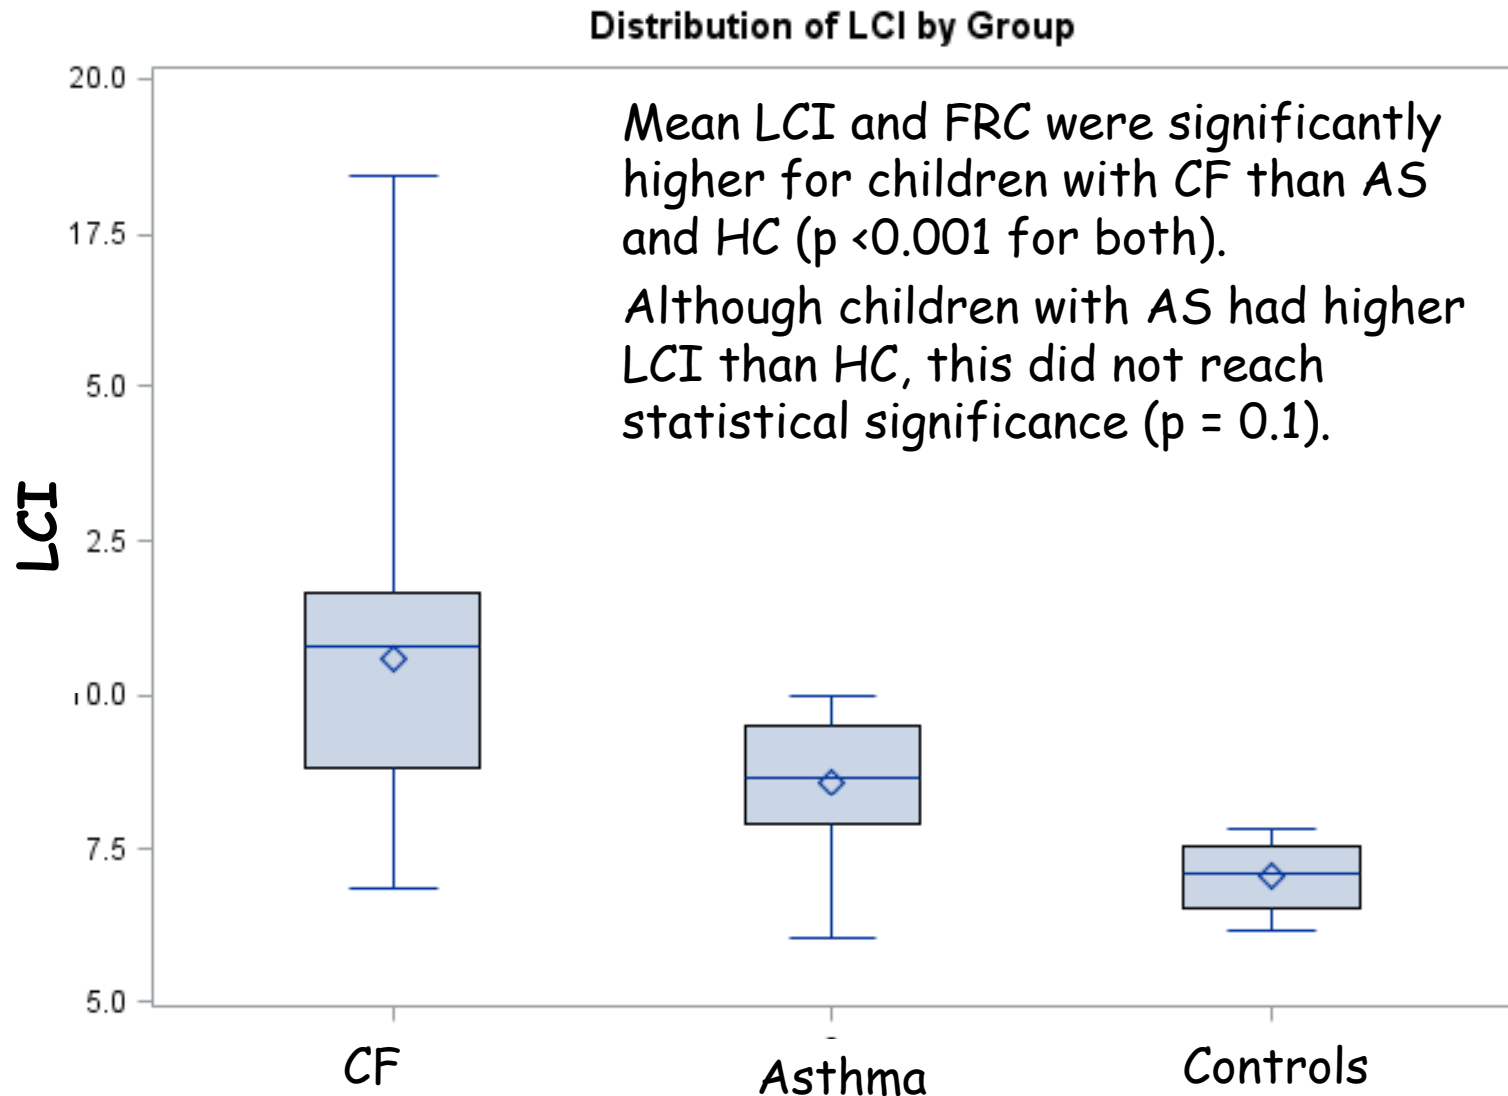 Distribution of LCI by Group
20.0
17.5
5.0
2.5
0.0
7.5
5.0
LCI
Mean LCI and FRC were significantly
higher for children with CF than AS
and HC (p <0.001 for both).
Although children with AS had higher
LCI than HC, this did not reach
statistical significance (p = 0.1).
CF
Asthma
Controls